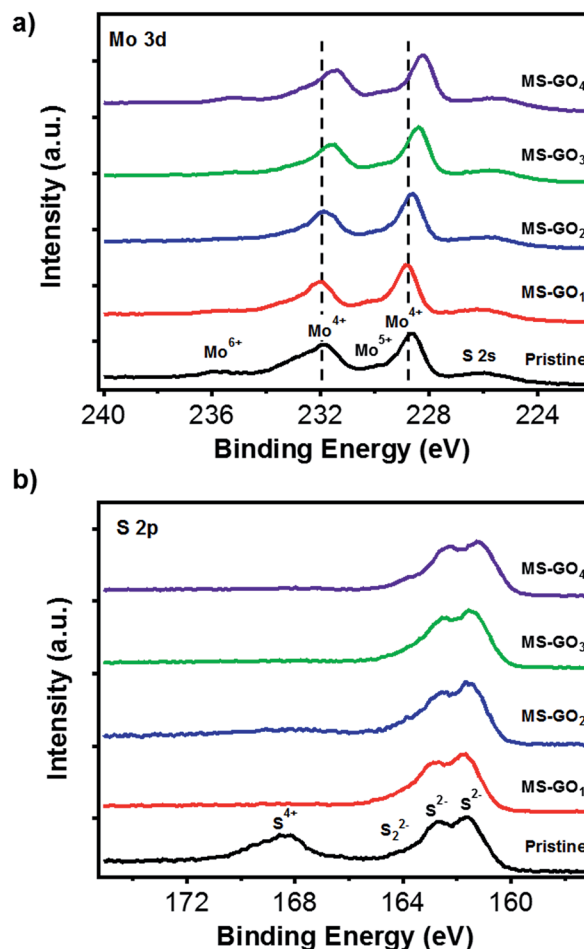 a)
Mo 3d
MS-GO₄
MS-GO₃
MS-GO₂
MS-GO₁
Mo⁶⁺
Mo⁴⁺
Mo⁵⁺
Mo⁴⁺
S 2s
Pristine
Intensity (a.u.)
240 236 232 228 224
Binding Energy (eV)
b)
S 2p
MS-GO₄
MS-GO₃
MS-GO₂
MS-GO₁
S⁴⁺
S₂²⁻
S²⁻
S²⁻
Pristine
Intensity (a.u.)
172 168 164 160
Binding Energy (eV)